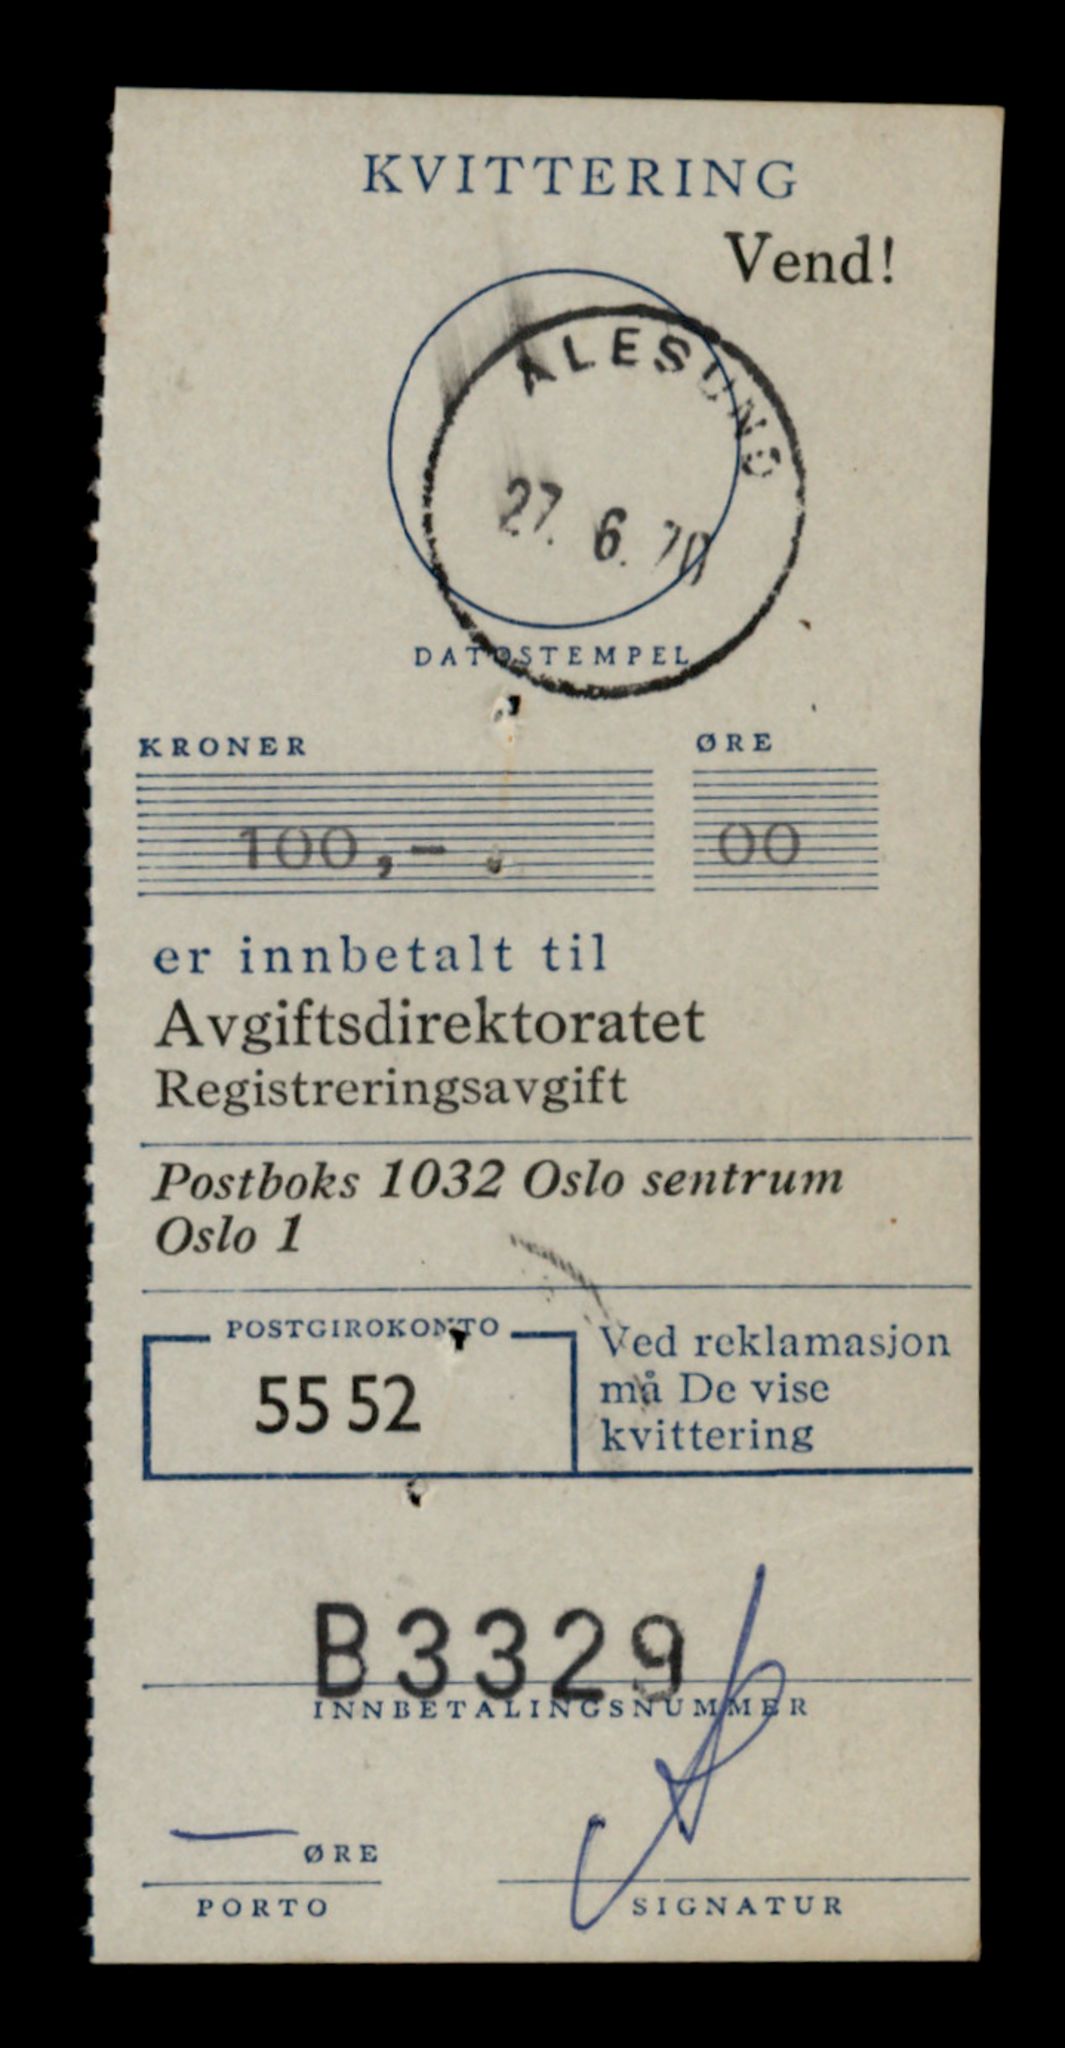 KVITTERING
Vend!
ÅLESUND
27. 6. 70
DATOSTEMPEL
KRONER ØRE
100,-. 00
er innbetalt til
Avgiftsdirektoratet
Registreringsavgift
Postboks 1032 Oslo sentrum
Oslo 1
POSTGIROKONTO
55 52
Ved reklamasjon
må De vise
kvittering
B3329
INNBETALINGSNUMMER
— ØRE
PORTO
SIGNATUR